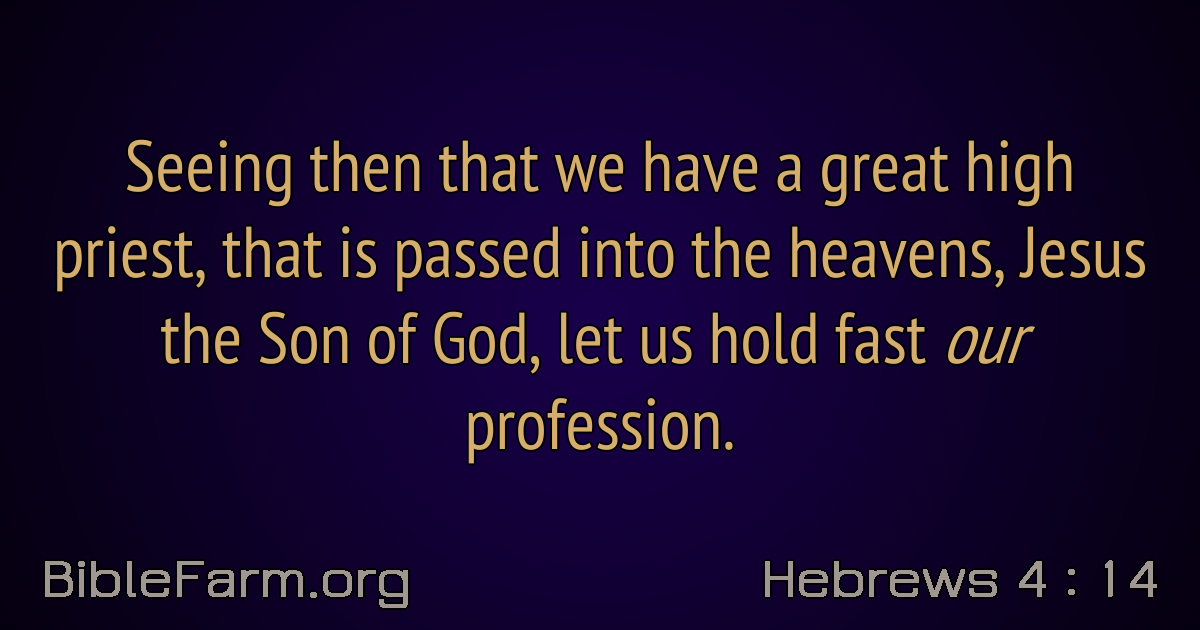 Seeing then that we have a great high
priest, that is passed into the heavens, Jesus
the Son of God, let us hold fast our
profession.
BibleFarm.org
Hebrews 4 : 14